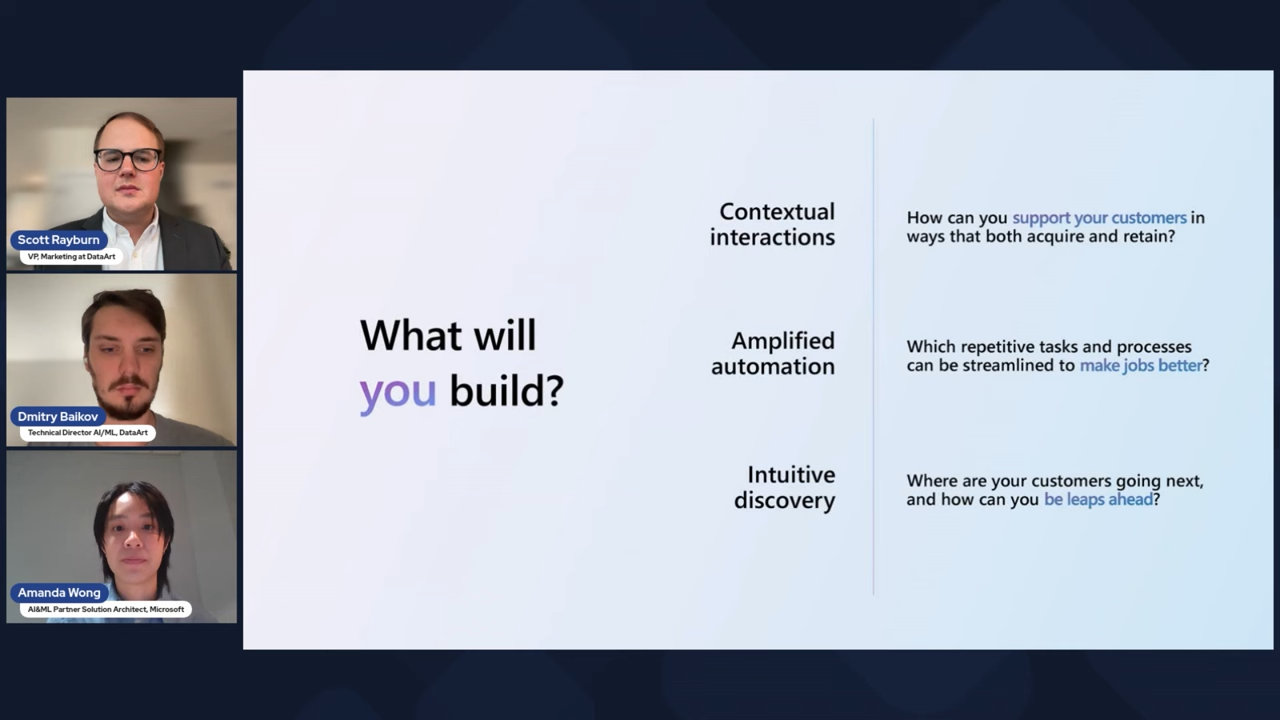 Scott Rayburn
VP, Marketing at DataArt
Dmitry Baikov
Technical Director AI/ML, DataArt
Amanda Wong
AI&ML Partner Solution Architect, Microsoft
What will
you build?
Contextual
interactions
How can you support your customers in
ways that both acquire and retain?
Amplified
automation
Which repetitive tasks and processes
can be streamlined to make jobs better?
Intuitive
discovery
Where are your customers going next,
and how can you be leaps ahead?